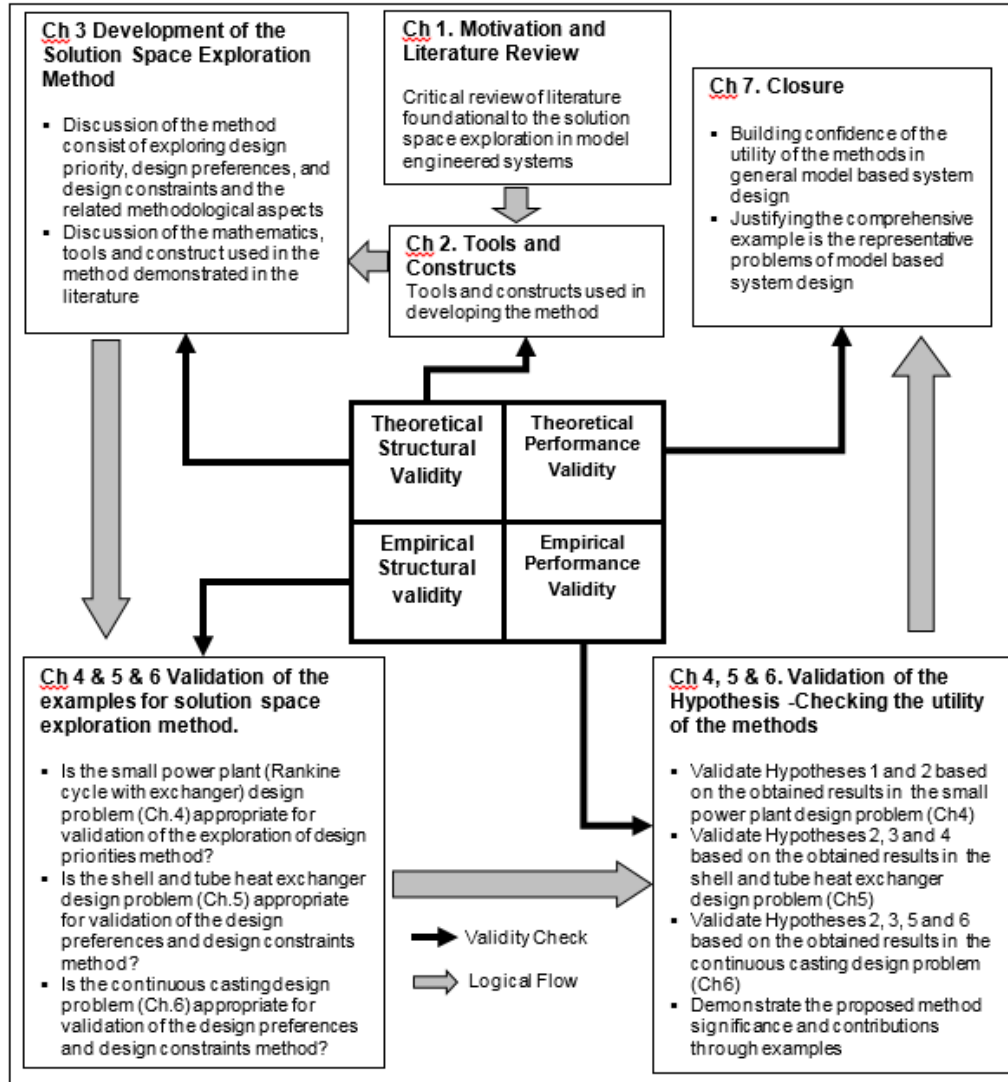 Ch 3 Development of the
Solution Space Exploration
Method
▪ Discussion of the method
consist of exploring design
priority, design preferences, and
design constraints and the
related methodological aspects
▪ Discussion of the mathematics,
tools and construct used in the
method demonstrated in the
literature
Ch 1. Motivation and
Literature Review
Critical review of literature
foundational to the solution
space exploration in model
engineered systems
Ch 2. Tools and
Constructs
Tools and constructs used in
developing the method
Ch 7. Closure
▪ Building confidence of the
utility of the methods in
general model based system
design
▪ Justifying the comprehensive
example is the representative
problems of model based
system design
Theoretical
Structural
Validity
Theoretical
Performance
Validity
Empirical
Structural
validity
Empirical
Performance
Validity
Ch 4 & 5 & 6 Validation of the
examples for solution space
exploration method.
▪ Is the small power plant (Rankine
cycle with exchanger) design
problem (Ch.4) appropriate for
validation of the exploration of design
priorities method?
▪ Is the shell and tube heat exchanger
design problem (Ch.5) appropriate
for validation of the design
preferences and design constraints
method?
▪ Is the continuous casting design
problem (Ch.6) appropriate for
validation of the design preferences
and design constraints method?
Validity Check
Logical Flow
Ch 4, 5 & 6. Validation of the
Hypothesis -Checking the utility
of the methods
▪ Validate Hypotheses 1 and 2 based
on the obtained results in the small
power plant design problem (Ch4)
▪ Validate Hypotheses 2, 3 and 4
based on the obtained results in the
shell and tube heat exchanger
design problem (Ch5)
▪ Validate Hypotheses 2, 3, 5 and 6
based on the obtained results in the
continuous casting design problem
(Ch6)
▪ Demonstrate the proposed method
significance and contributions
through examples